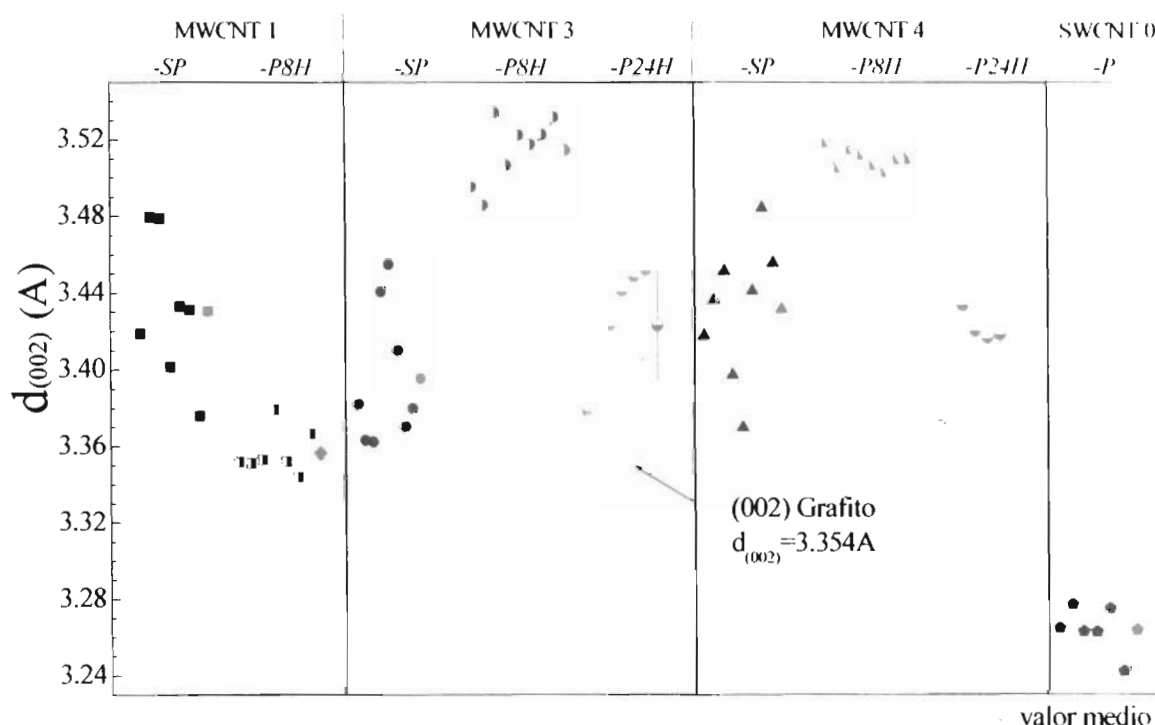 MWCNT 1 MWCNT 3 MWCNT 4 SWCNT 0
-SP -P8H -SP -P8H -P24H -SP -P8H -P24H -P
3.52
3.48
3.44
3.40
3.36
3.32
3.28
3.24
d(002) (A)
(002) Grafito
d(002)=3.354A
valor medio